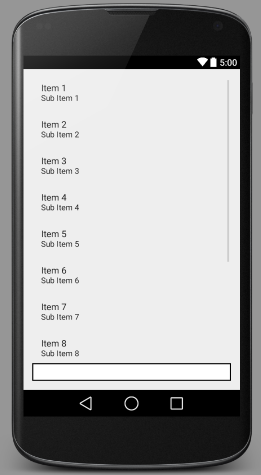 5:00
Item 1
Sub Item 1
Item 2
Sub Item 2
Item 3
Sub Item 3
Item 4
Sub Item 4
Item 5
Sub Item 5
Item 6
Sub Item 6
Item 7
Sub Item 7
Item 8
Sub Item 8